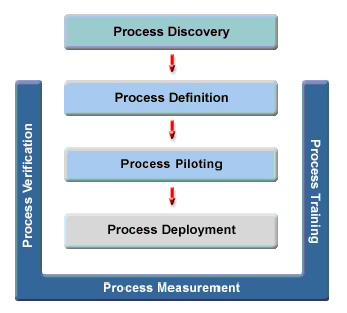 Process Discovery
Process Definition
Process Piloting
Process Deployment
Process Verification
Process Training
Process Measurement